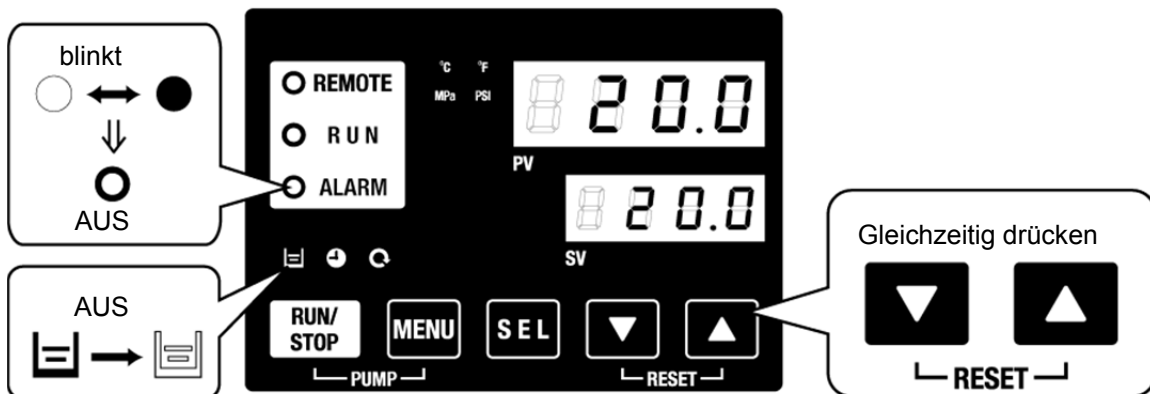 blinkt
AUS
AUS
REMOTE
RUN
ALARM
°C °F
MPa PSI
20.0
PV
20.0
SV
RUN/
STOP
MENU
SEL
PUMP
RESET
Gleichzeitig drücken
RESET